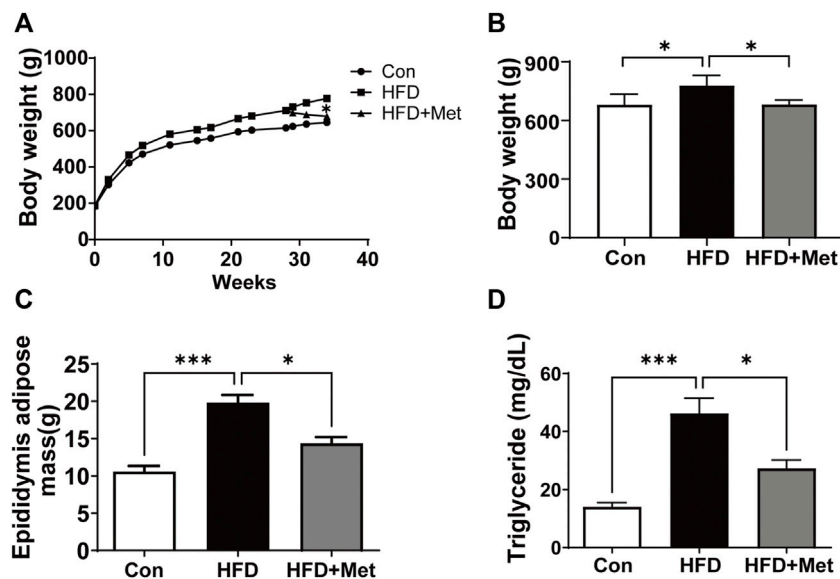 A
Body weight (g)
1000
800
600
400
200
0
0
10
20
30
40
Weeks
Con
HFD
HFD+Met
*
B
Body weight (g)
900
600
300
0
*
*
Con
HFD
HFD+Met
C
Epididymis adipose
mass(g)
25
20
15
10
5
0
***
*
Con
HFD
HFD+Met
D
Triglyceride (mg/dL)
60
40
20
0
***
*
Con
HFD
HFD+Met